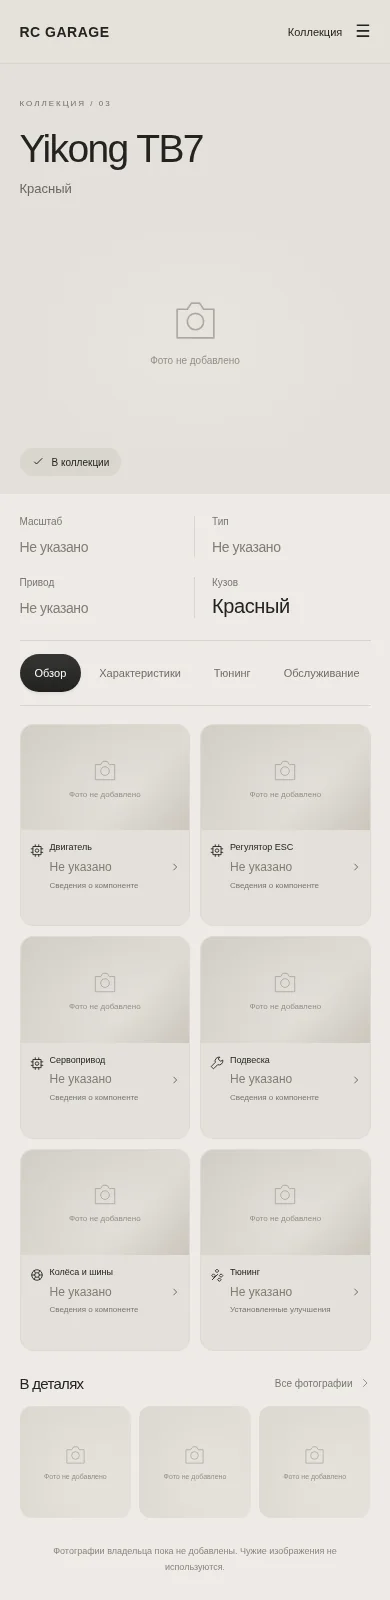 RC GARAGE
Коллекция
КОЛЛЕКЦИЯ / 03
Yikong TB7
Красный
Фото не добавлено
В коллекции
Масштаб
Тип
Не указано
Не указано
Привод
Кузов
Не указано
Красный
Обзор
Характеристики
Тюнинг
Обслуживание
Фото не добавлено
Фото не добавлено
Двигатель
Не указано
Сведения о компоненте
Регулятор ESC
Не указано
Сведения о компоненте
Фото не добавлено
Фото не добавлено
Сервопривод
Не указано
Сведения о компоненте
Подвеска
Не указано
Сведения о компоненте
Фото не добавлено
Фото не добавлено
Колёса и шины
Не указано
Сведения о компоненте
Тюнинг
Не указано
Установленные улучшения
В деталях
Все фотографии
Фото не добавлено
Фото не добавлено
Фото не добавлено
Фотографии владельца пока не добавлены. Чужие изображения не
используются.